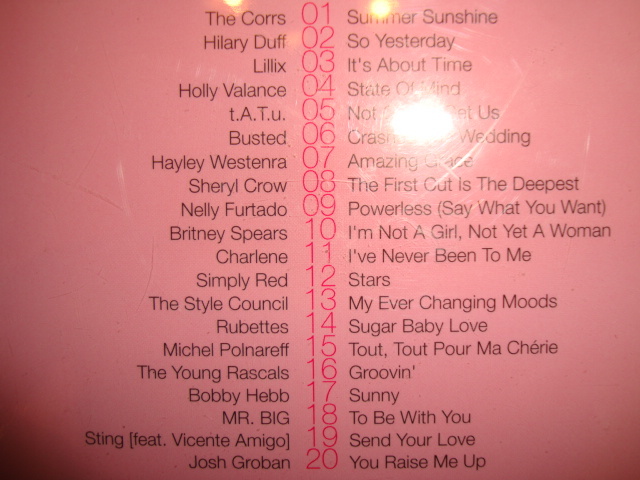 The Corrs 01 Summer Sunshine
Hilary Duff 02 So Yesterday
Lillix 03 It's About Time
Holly Valance 04 State Of Mind
t.A.T.u. 05 Not Us
Busted 06 Wedding
Hayley Westenra 07 Amazing Grace
Sheryl Crow 08 The First Cut Is The Deepest
Nelly Furtado 09 Powerless (Say What You Want)
Britney Spears 10 I'm Not A Girl, Not Yet A Woman
Charlene 11 I've Never Been To Me
Simply Red 12 Stars
The Style Council 13 My Ever Changing Moods
Rubettes 14 Sugar Baby Love
Michel Polnareff 15 Tout, Tout Pour Ma Chérie
The Young Rascals 16 Groovin'
Bobby Hebb 17 Sunny
MR. BIG 18 To Be With You
Sting [feat. Vicente Amigo] 19 Send Your Love
Josh Groban 20 You Raise Me Up